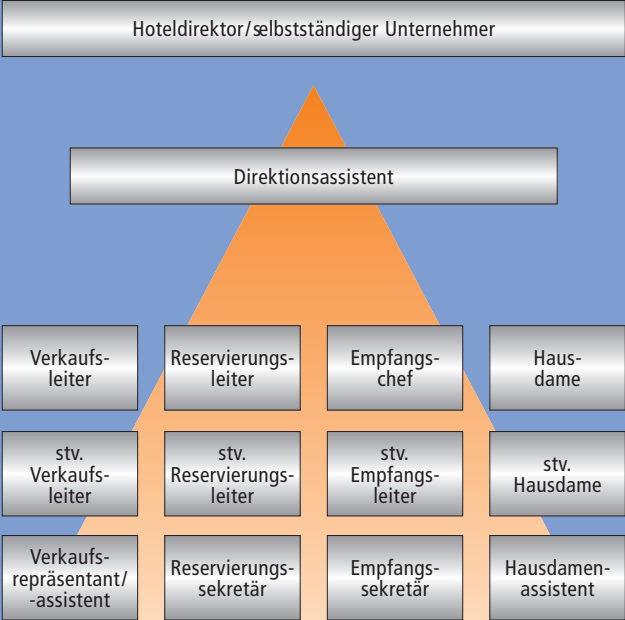 Hoteldirektor/selbstständiger Unternehmer
Direktionsassistent
Verkaufs-
leiter
Reservierungs-
leiter
Empfangs-
chef
Haus-
dame
stv.
Verkaufs-
leiter
stv.
Reservierungs-
leiter
stv.
Empfangs-
leiter
stv.
Hausdame
Verkaufs-
repräsentant/
-assistent
Reservierungs-
sekretär
Empfangs-
sekretär
Hausdamen-
assistent